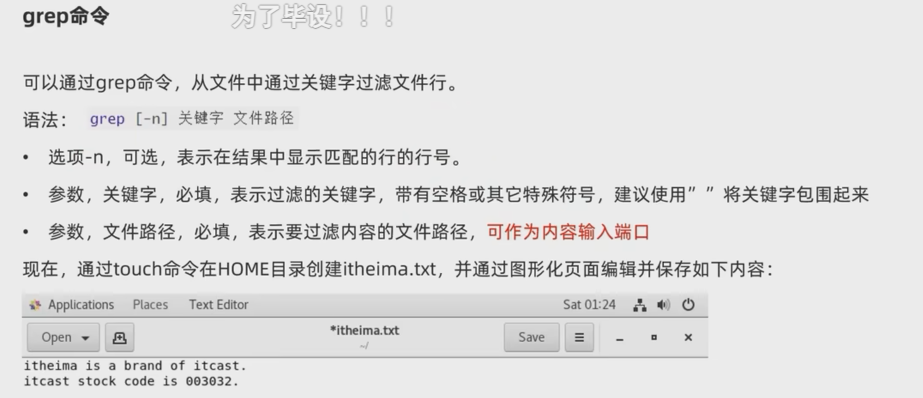 grep命令
为了毕设！！！
可以通过grep命令，从文件中通过关键字过滤文件行。
语法： grep [-n] 关键字 文件路径
• 选项-n，可选，表示在结果中显示匹配的行的行号。
• 参数，关键字，必填，表示过滤的关键字，带有空格或其它特殊符号，建议使用””将关键字包围起来
• 参数，文件路径，必填，表示要过滤内容的文件路径，可作为内容输入端口
现在，通过touch命令在HOME目录创建itheima.txt，并通过图形化页面编辑并保存如下内容：
Applications Places Text Editor Sat 01:24
Open *itheima.txt Save
~/
itheima is a brand of itcast.
itcast stock code is 003032.